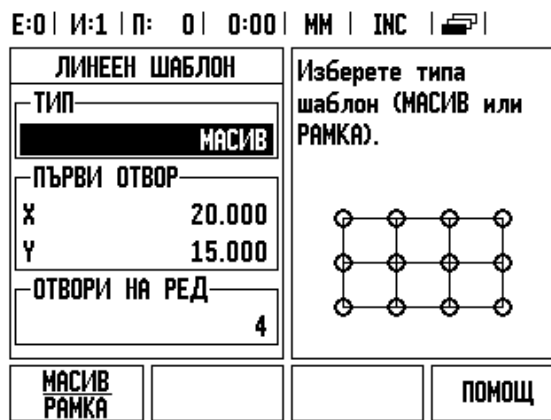 Е:0 | И:1 | П: 0 | 0:00 | MM | INC
ЛИНЕЕН ШАБЛОН
ТИП
МАСИВ
ПЪРВИ ОТВОР
X 20.000
Y 15.000
ОТВОРИ НА РЕД
4
Изберете типа
шаблон (МАСИВ или
РАМКА).
МАСИВ
РАМКА
ПОМОЩ